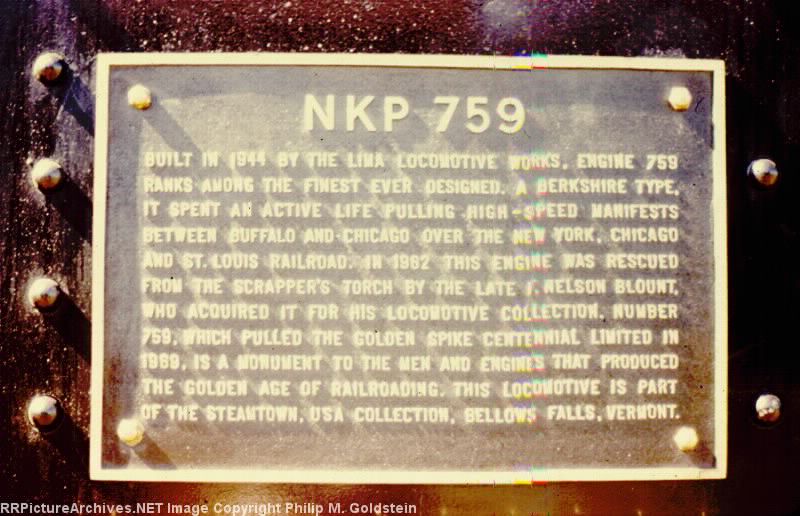 NKP 759
BUILT IN 1944 BY THE LIMA LOCOMOTIVE WORKS, ENGINE 759
RANKS AMONG THE FINEST EVER DESIGNED. A BERKSHIRE TYPE,
IT SPENT AN ACTIVE LIFE PULLING HIGH-SPEED MANIFESTS
BETWEEN BUFFALO AND CHICAGO OVER THE NEW YORK, CHICAGO
AND ST. LOUIS RAILROAD. IN 1962 THIS ENGINE WAS RESCUED
FROM THE SCRAPPER'S TORCH BY THE LATE F. NELSON BLOUNT,
WHO ACQUIRED IT FOR HIS LOCOMOTIVE COLLECTION. NUMBER
759, WHICH PULLED THE GOLDEN SPIKE CENTENNIAL LIMITED IN
1969, IS A MONUMENT TO THE MEN AND ENGINES THAT PRODUCED
THE GOLDEN AGE OF RAILROADING. THIS LOCOMOTIVE IS PART
OF THE STEAMTOWN, USA COLLECTION, BELLOWS FALLS, VERMONT.
RRPictureArchives.NET Image Copyright Philip M. Goldstein